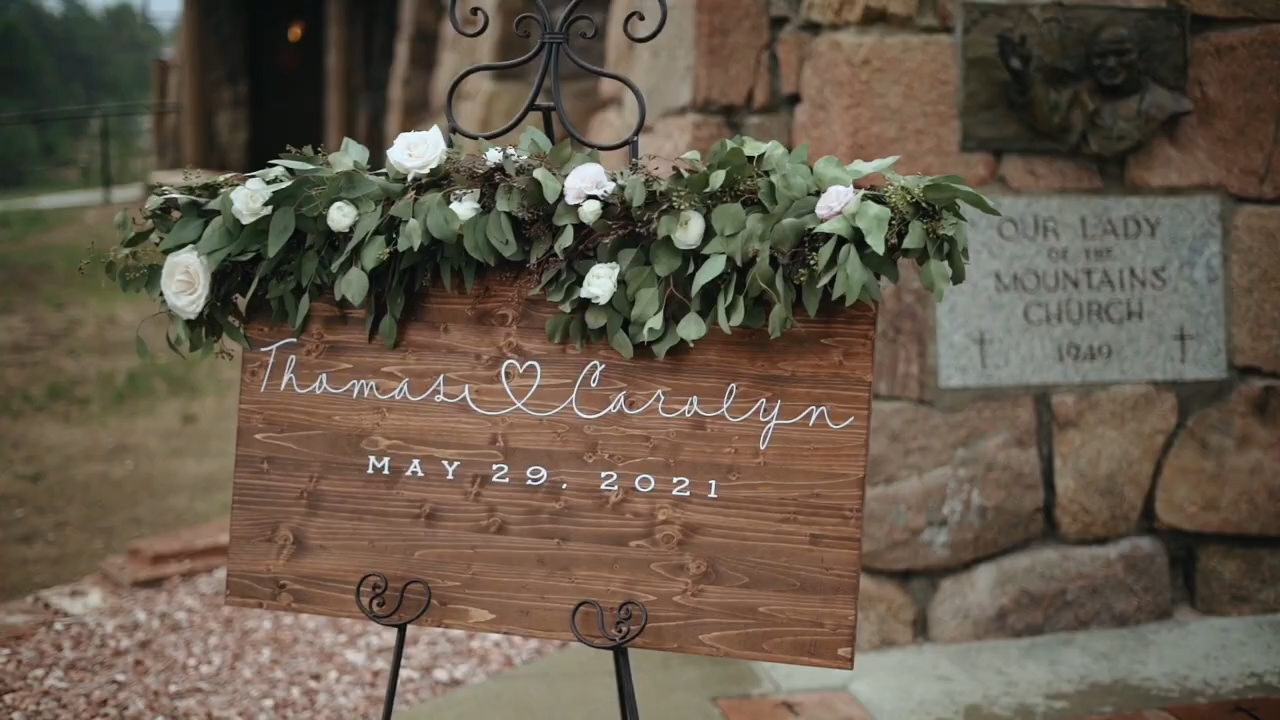 Thomas ♡ Carolyn
MAY 29, 2021
OUR LADY
OF THE
MOUNTAINS
CHURCH
1949